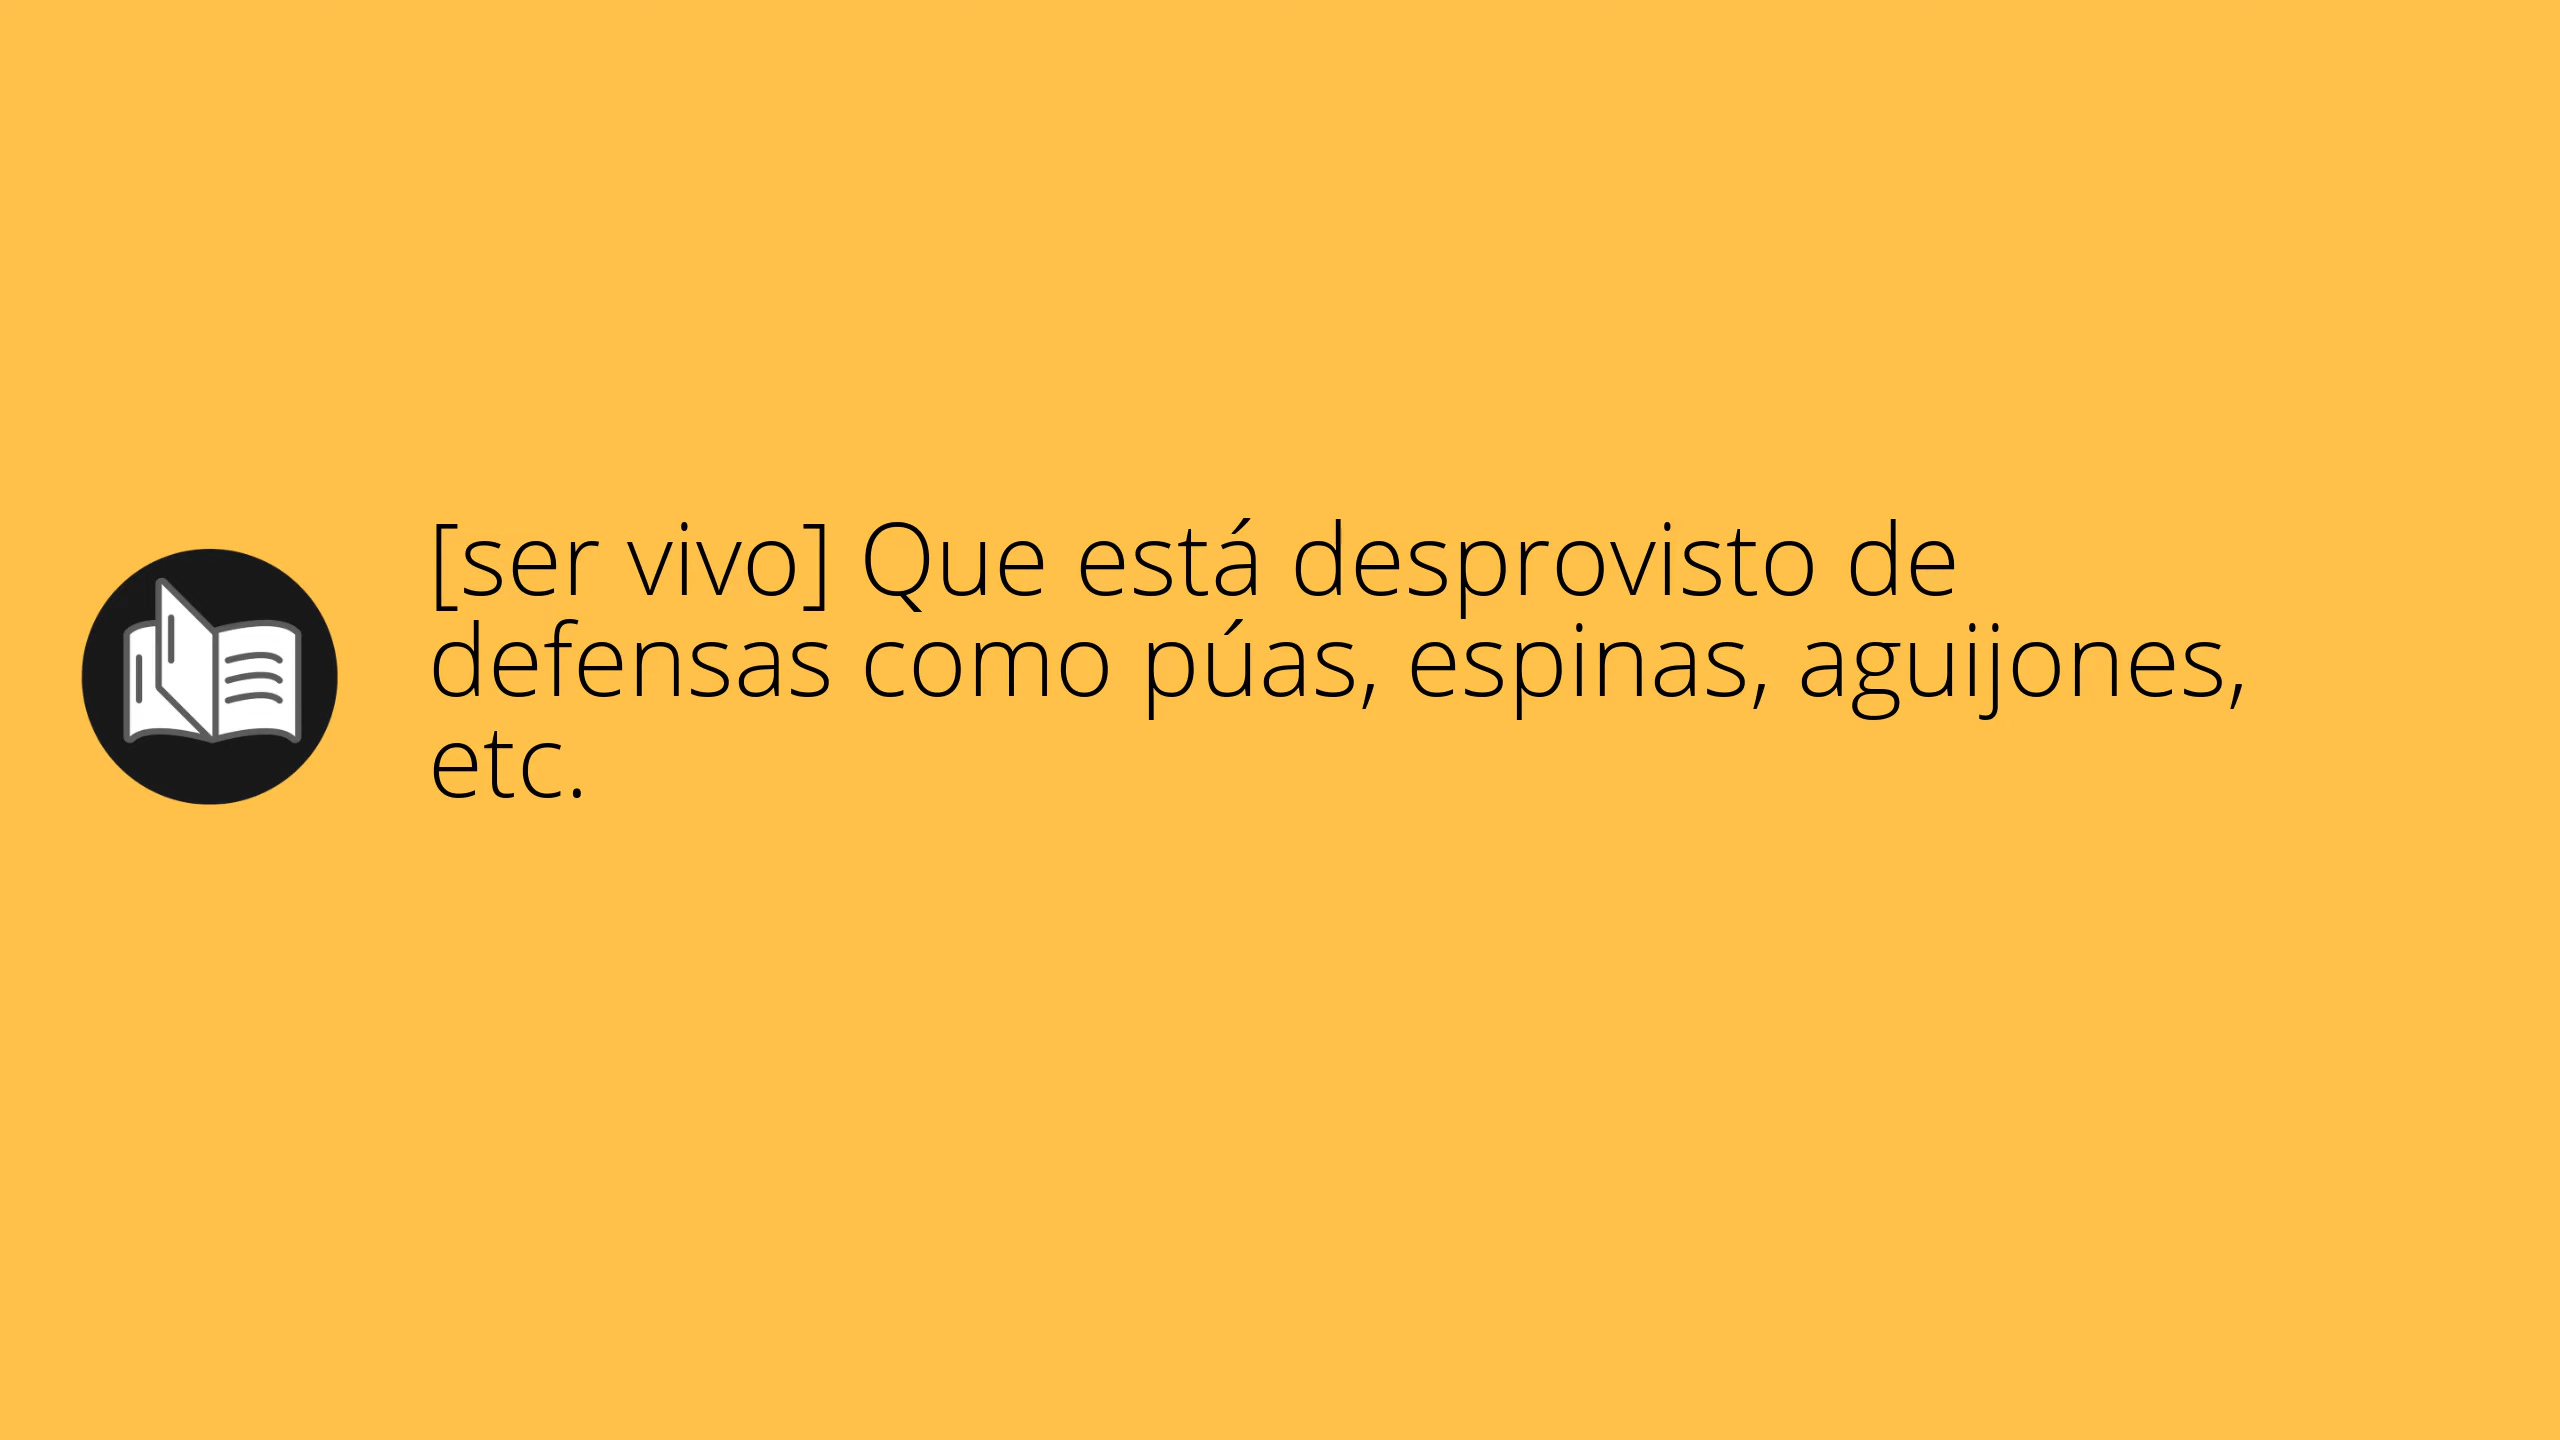 [ser vivo] Que está desprovisto de
defensas como púas, espinas, aguijones,
etc.